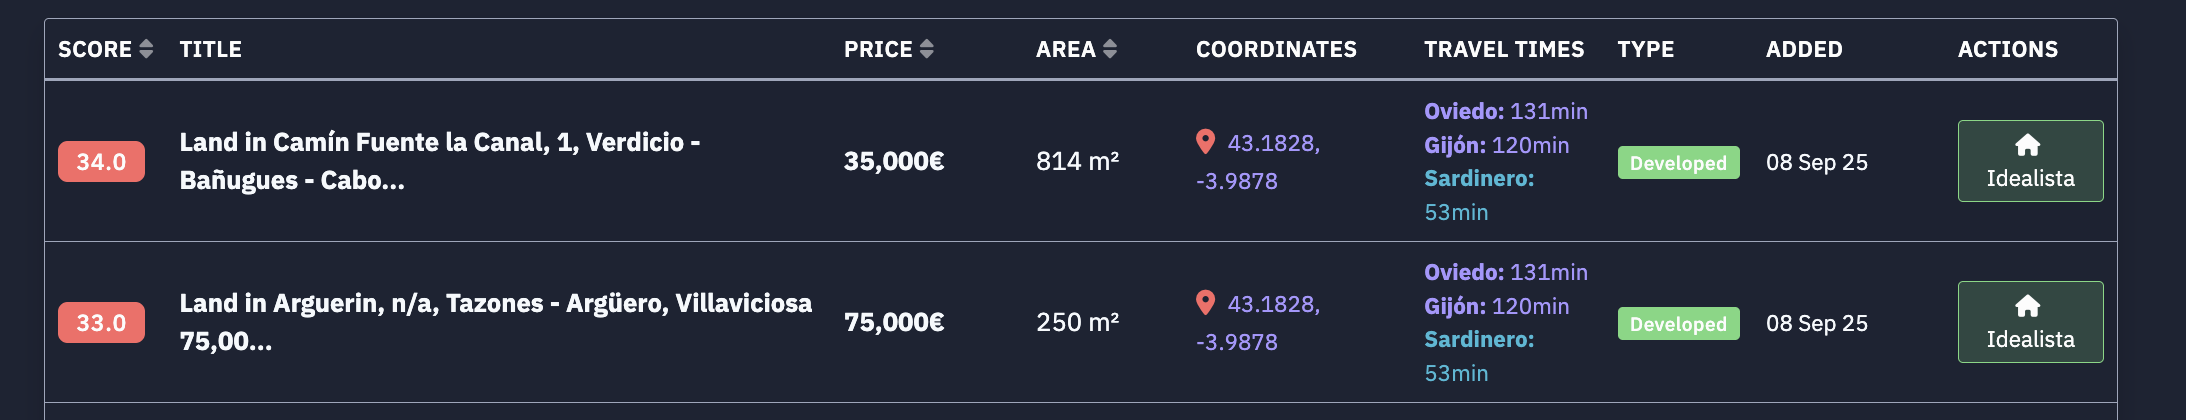 SCORE TITLE PRICE AREA COORDINATES TRAVEL TIMES TYPE ADDED ACTIONS
34.0
Land in Camín Fuente la Canal, 1, Verdicio -
Bañugues - Cabo...
35,000€
814 m²
43.1828,
-3.9878
Oviedo: 131min
Gijón: 120min
Sardinero:
53min
Developed
08 Sep 25
Idealista
33.0
Land in Arguerin, n/a, Tazones - Argüero, Villaviciosa
75,00...
75,000€
250 m²
43.1828,
-3.9878
Oviedo: 131min
Gijón: 120min
Sardinero:
53min
Developed
08 Sep 25
Idealista